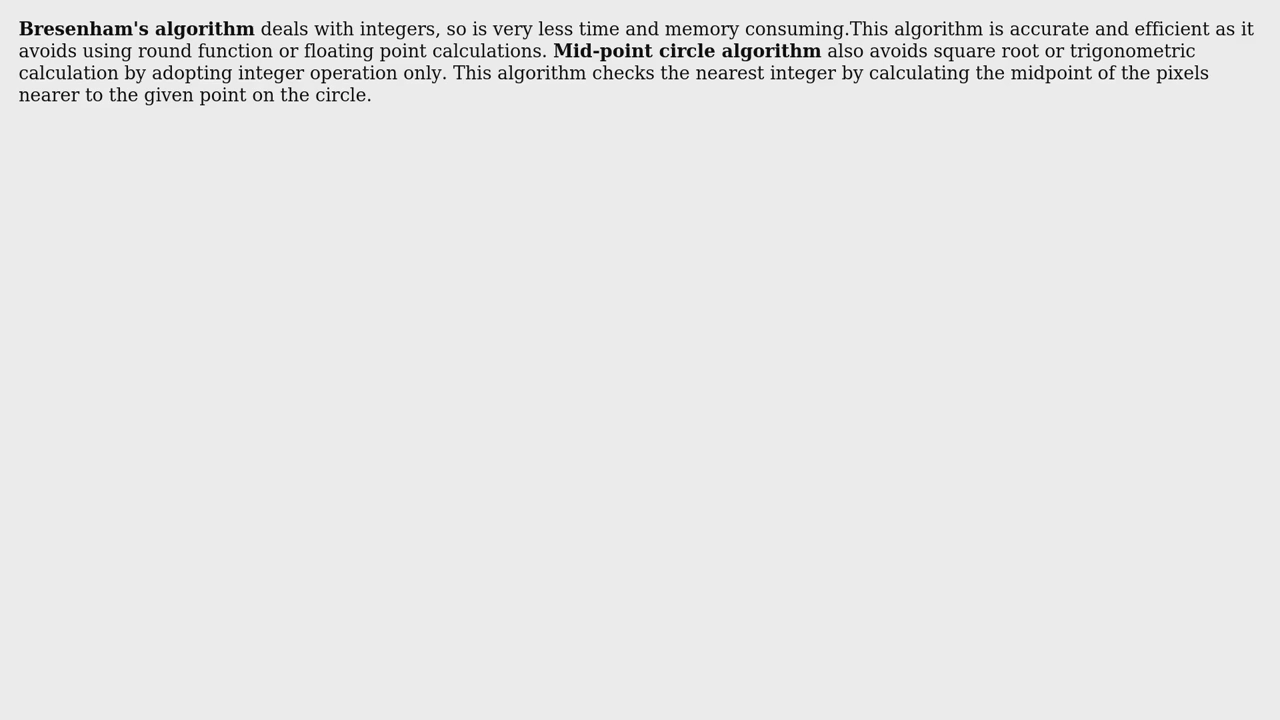 Bresenham's algorithm deals with integers, so is very less time and memory consuming.This algorithm is accurate and efficient as it
avoids using round function or floating point calculations. Mid-point circle algorithm also avoids square root or trigonometric
calculation by adopting integer operation only. This algorithm checks the nearest integer by calculating the midpoint of the pixels
nearer to the given point on the circle.